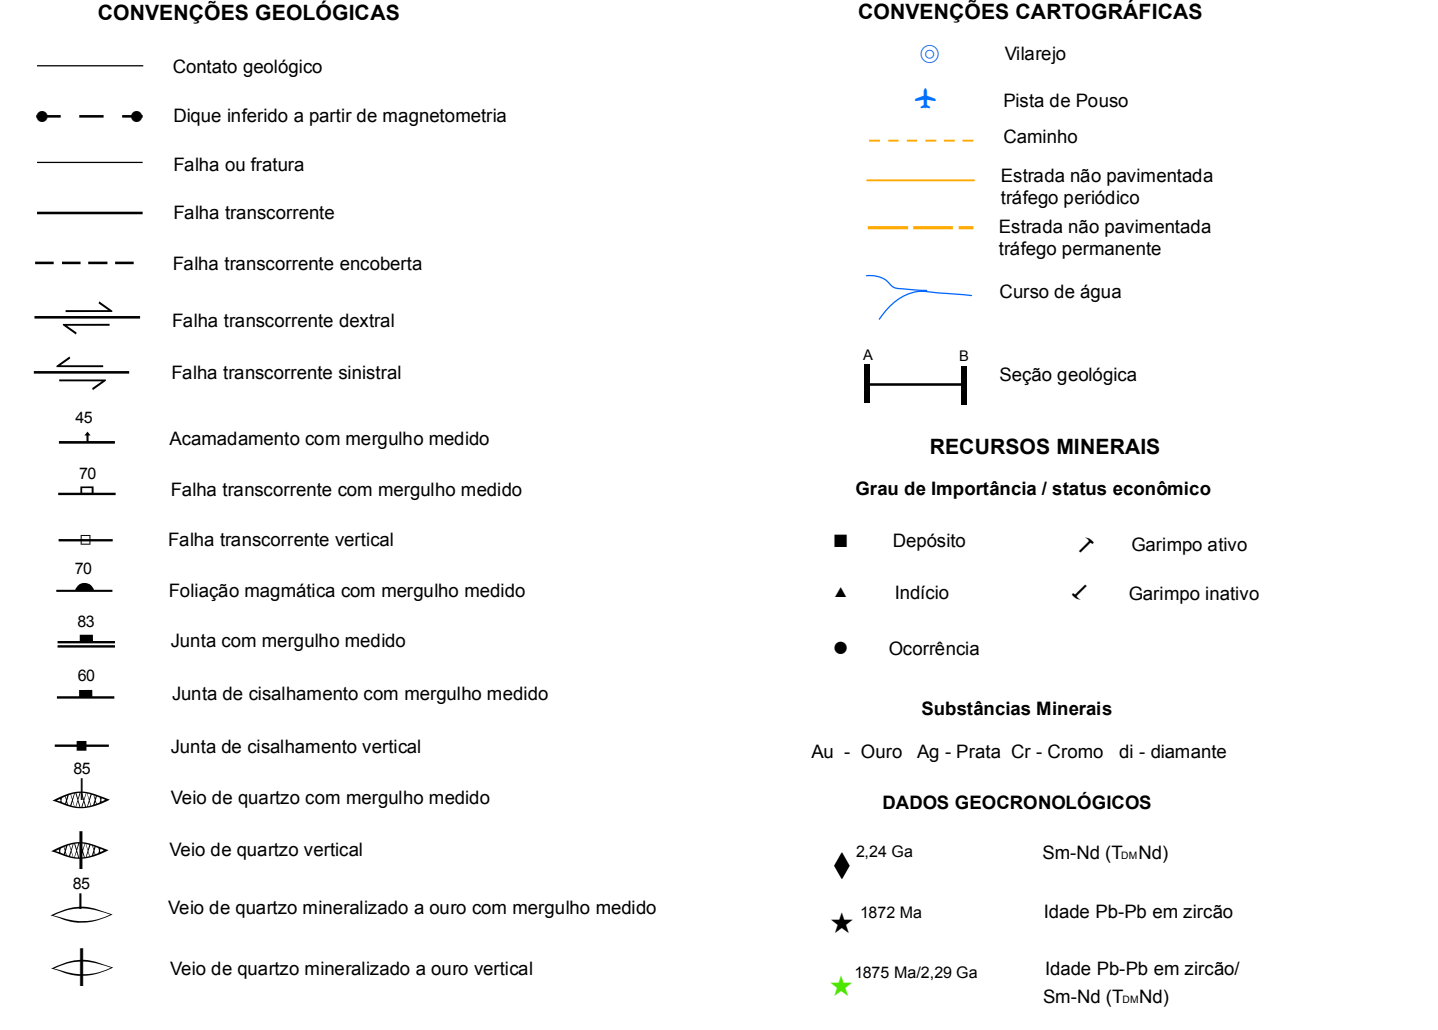 CONVENÇÕES GEOLÓGICAS
Contato geológico
Dique inferido a partir de magnetometria
Falha ou fratura
Falha transcorrente
Falha transcorrente encoberta
Falha transcorrente dextral
Falha transcorrente sinistral
45
Acamadamento com mergulho medido
70
Falha transcorrente com mergulho medido
Falha transcorrente vertical
70
Foliação magmática com mergulho medido
83
Junta com mergulho medido
60
Junta de cisalhamento com mergulho medido
Junta de cisalhamento vertical
85
Veio de quartzo com mergulho medido
Veio de quartzo vertical
85
Veio de quartzo mineralizado a ouro com mergulho medido
Veio de quartzo mineralizado a ouro vertical
CONVENÇÕES CARTOGRÁFICAS
Vilarejo
Pista de Pouso
Caminho
Estrada não pavimentada
tráfego periódico
Estrada não pavimentada
tráfego permanente
Curso de água
A B
Seção geológica
RECURSOS MINERAIS
Grau de Importância / status econômico
Depósito Garimpo ativo
Indício Garimpo inativo
Ocorrência
Substâncias Minerais
Au - Ouro Ag - Prata Cr - Cromo di - diamante
DADOS GEOCRONOLÓGICOS
2,24 Ga Sm-Nd (TDMNd)
1872 Ma Idade Pb-Pb em zircão
1875 Ma/2,29 Ga Idade Pb-Pb em zircão/
Sm-Nd (TDMNd)